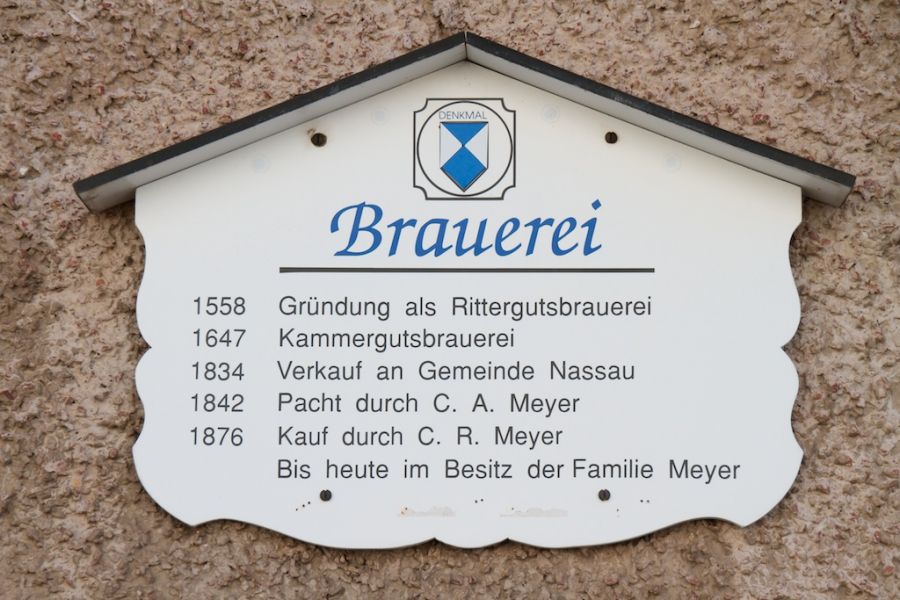 DENKMAL
Brauerei
1558 Gründung als Rittergutsbrauerei
1647 Kammergutsbrauerei
1834 Verkauf an Gemeinde Nassau
1842 Pacht durch C. A. Meyer
1876 Kauf durch C. R. Meyer
Bis heute im Besitz der Familie Meyer